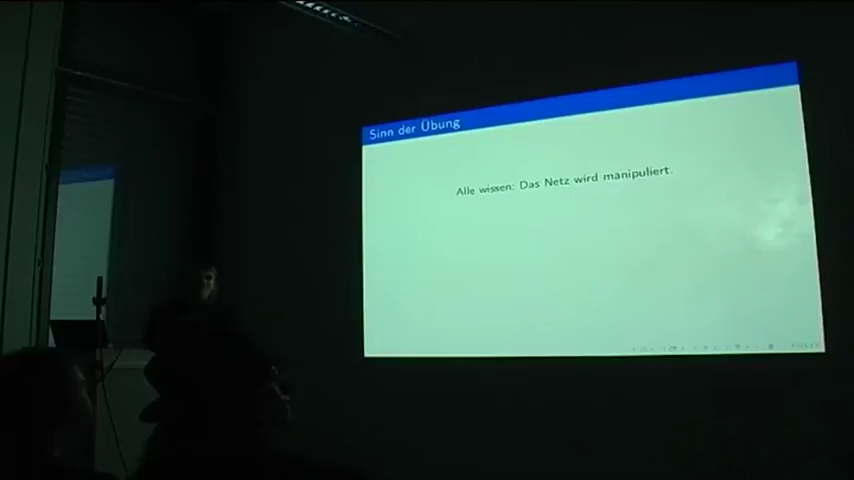 Sinn der Übung
Alle wissen: Das Netz wird manipuliert.